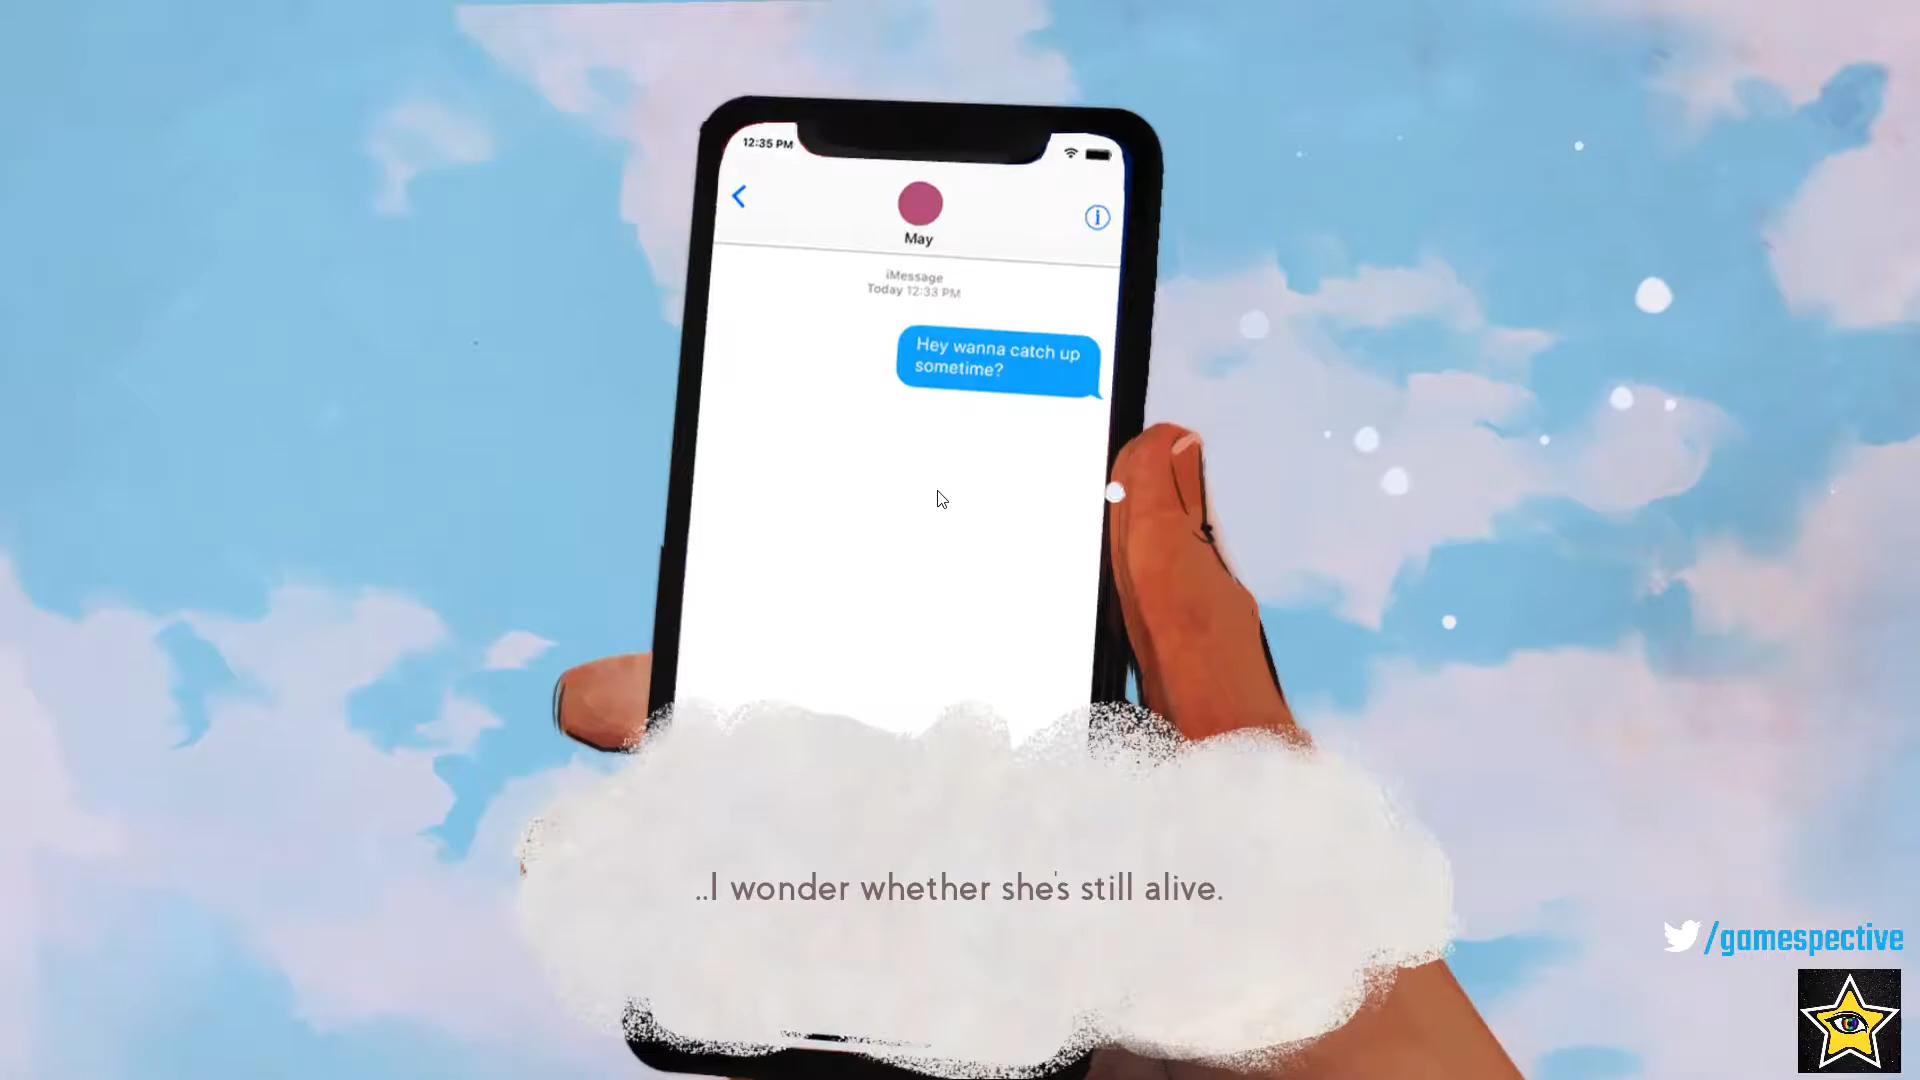 12:35 PM
May
iMessage
Today 12:33 PM
Hey wanna catch up
sometime?
..I wonder whether she's still alive.
/gamespective